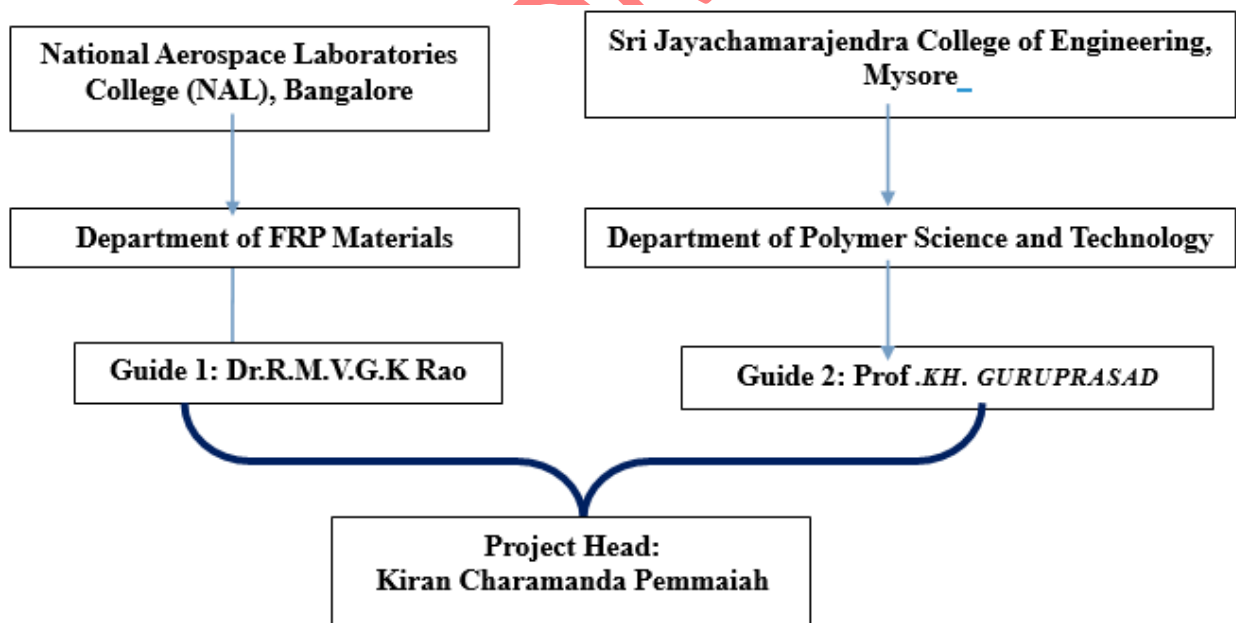 National Aerospace Laboratories
College (NAL), Bangalore
Sri Jayachamarajendra College of Engineering,
Mysore
Department of FRP Materials
Department of Polymer Science and Technology
Guide 1: Dr.R.M.V.G.K Rao
Guide 2: Prof .KH. GURUPRASAD
Project Head:
Kiran Charamanda Pemmaiah